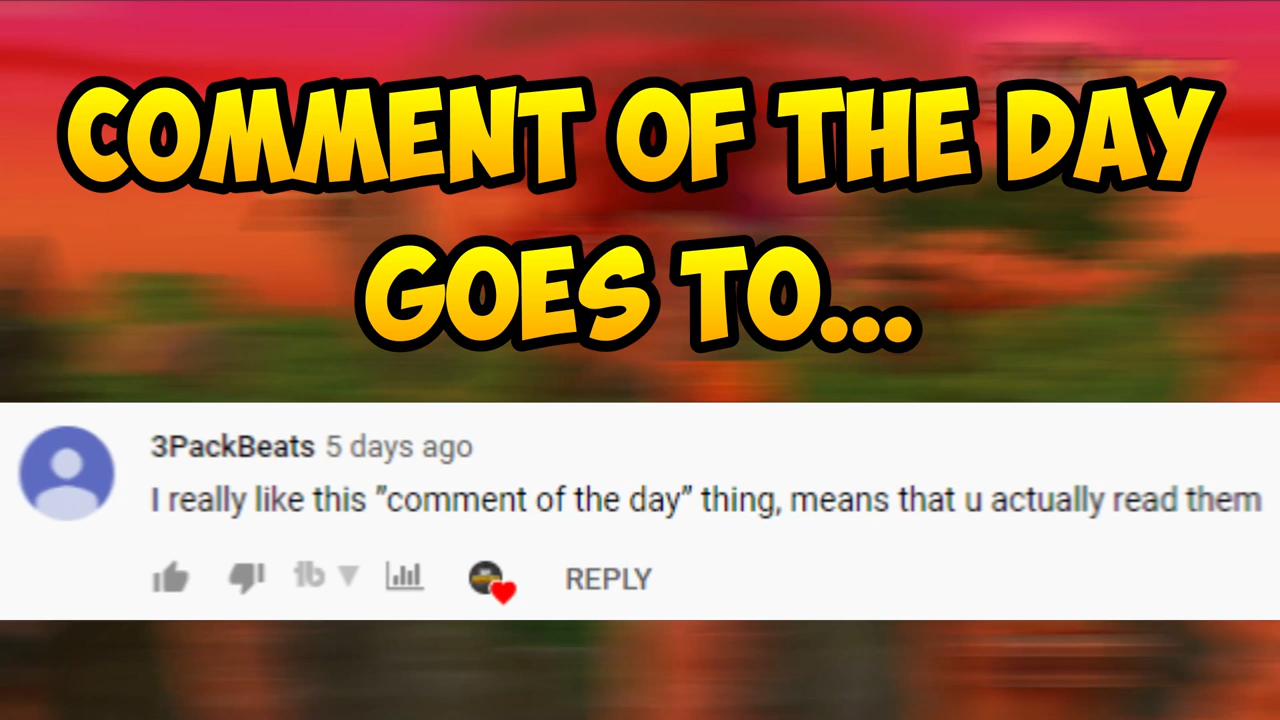 COMMENT OF THE DAY
GOES TO...
3PackBeats 5 days ago
I really like this "comment of the day" thing, means that u actually read them
REPLY